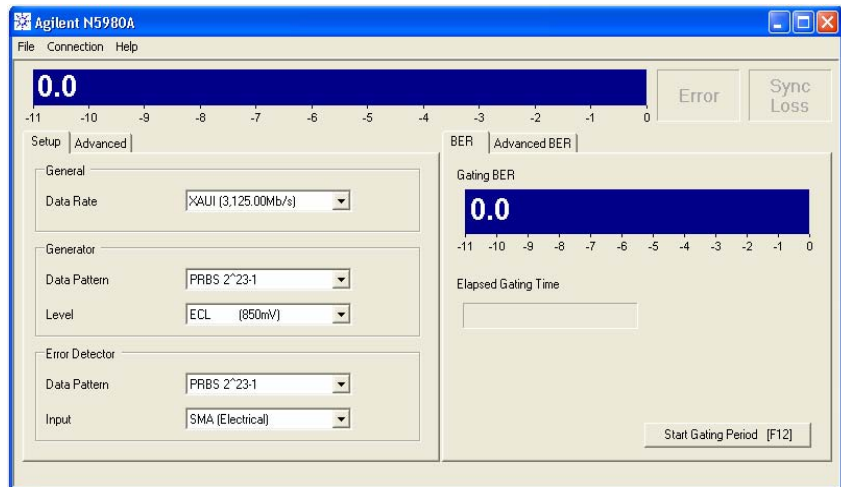 Agilent N5980A
File Connection Help
0.0
-11 -10 -9 -8 -7 -6 -5 -4 -3 -2 -1 0
Error
Sync
Loss
Setup Advanced
General
Data Rate XAUI (3,125.00Mb/s)
Generator
Data Pattern PRBS 2^23-1
Level ECL (850mV)
Error Detector
Data Pattern PRBS 2^23-1
Input SMA (Electrical)
BER Advanced BER
Gating BER
0.0
-11 -10 -9 -8 -7 -6 -5 -4 -3 -2 -1 0
Elapsed Gating Time
Start Gating Period [F12]